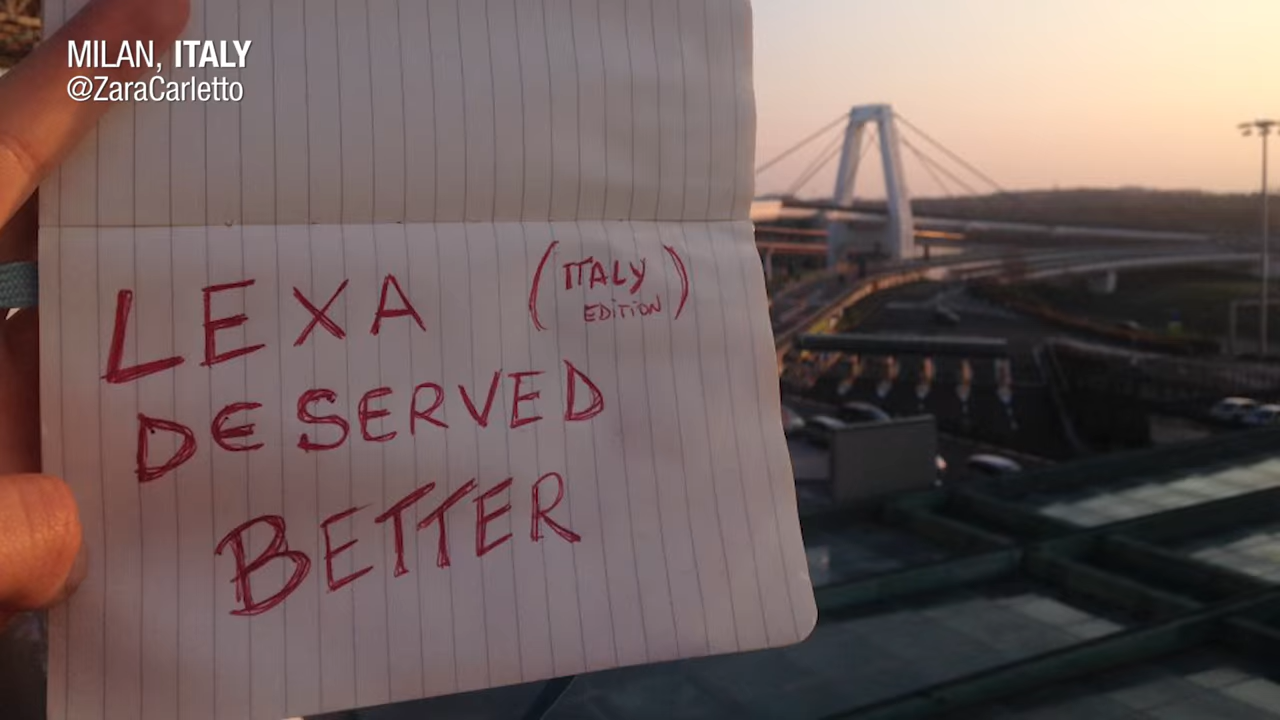 MILAN, ITALY
@ZaraCarletto
LEXA (ITALY EDITION)
DESERVED
BETTER